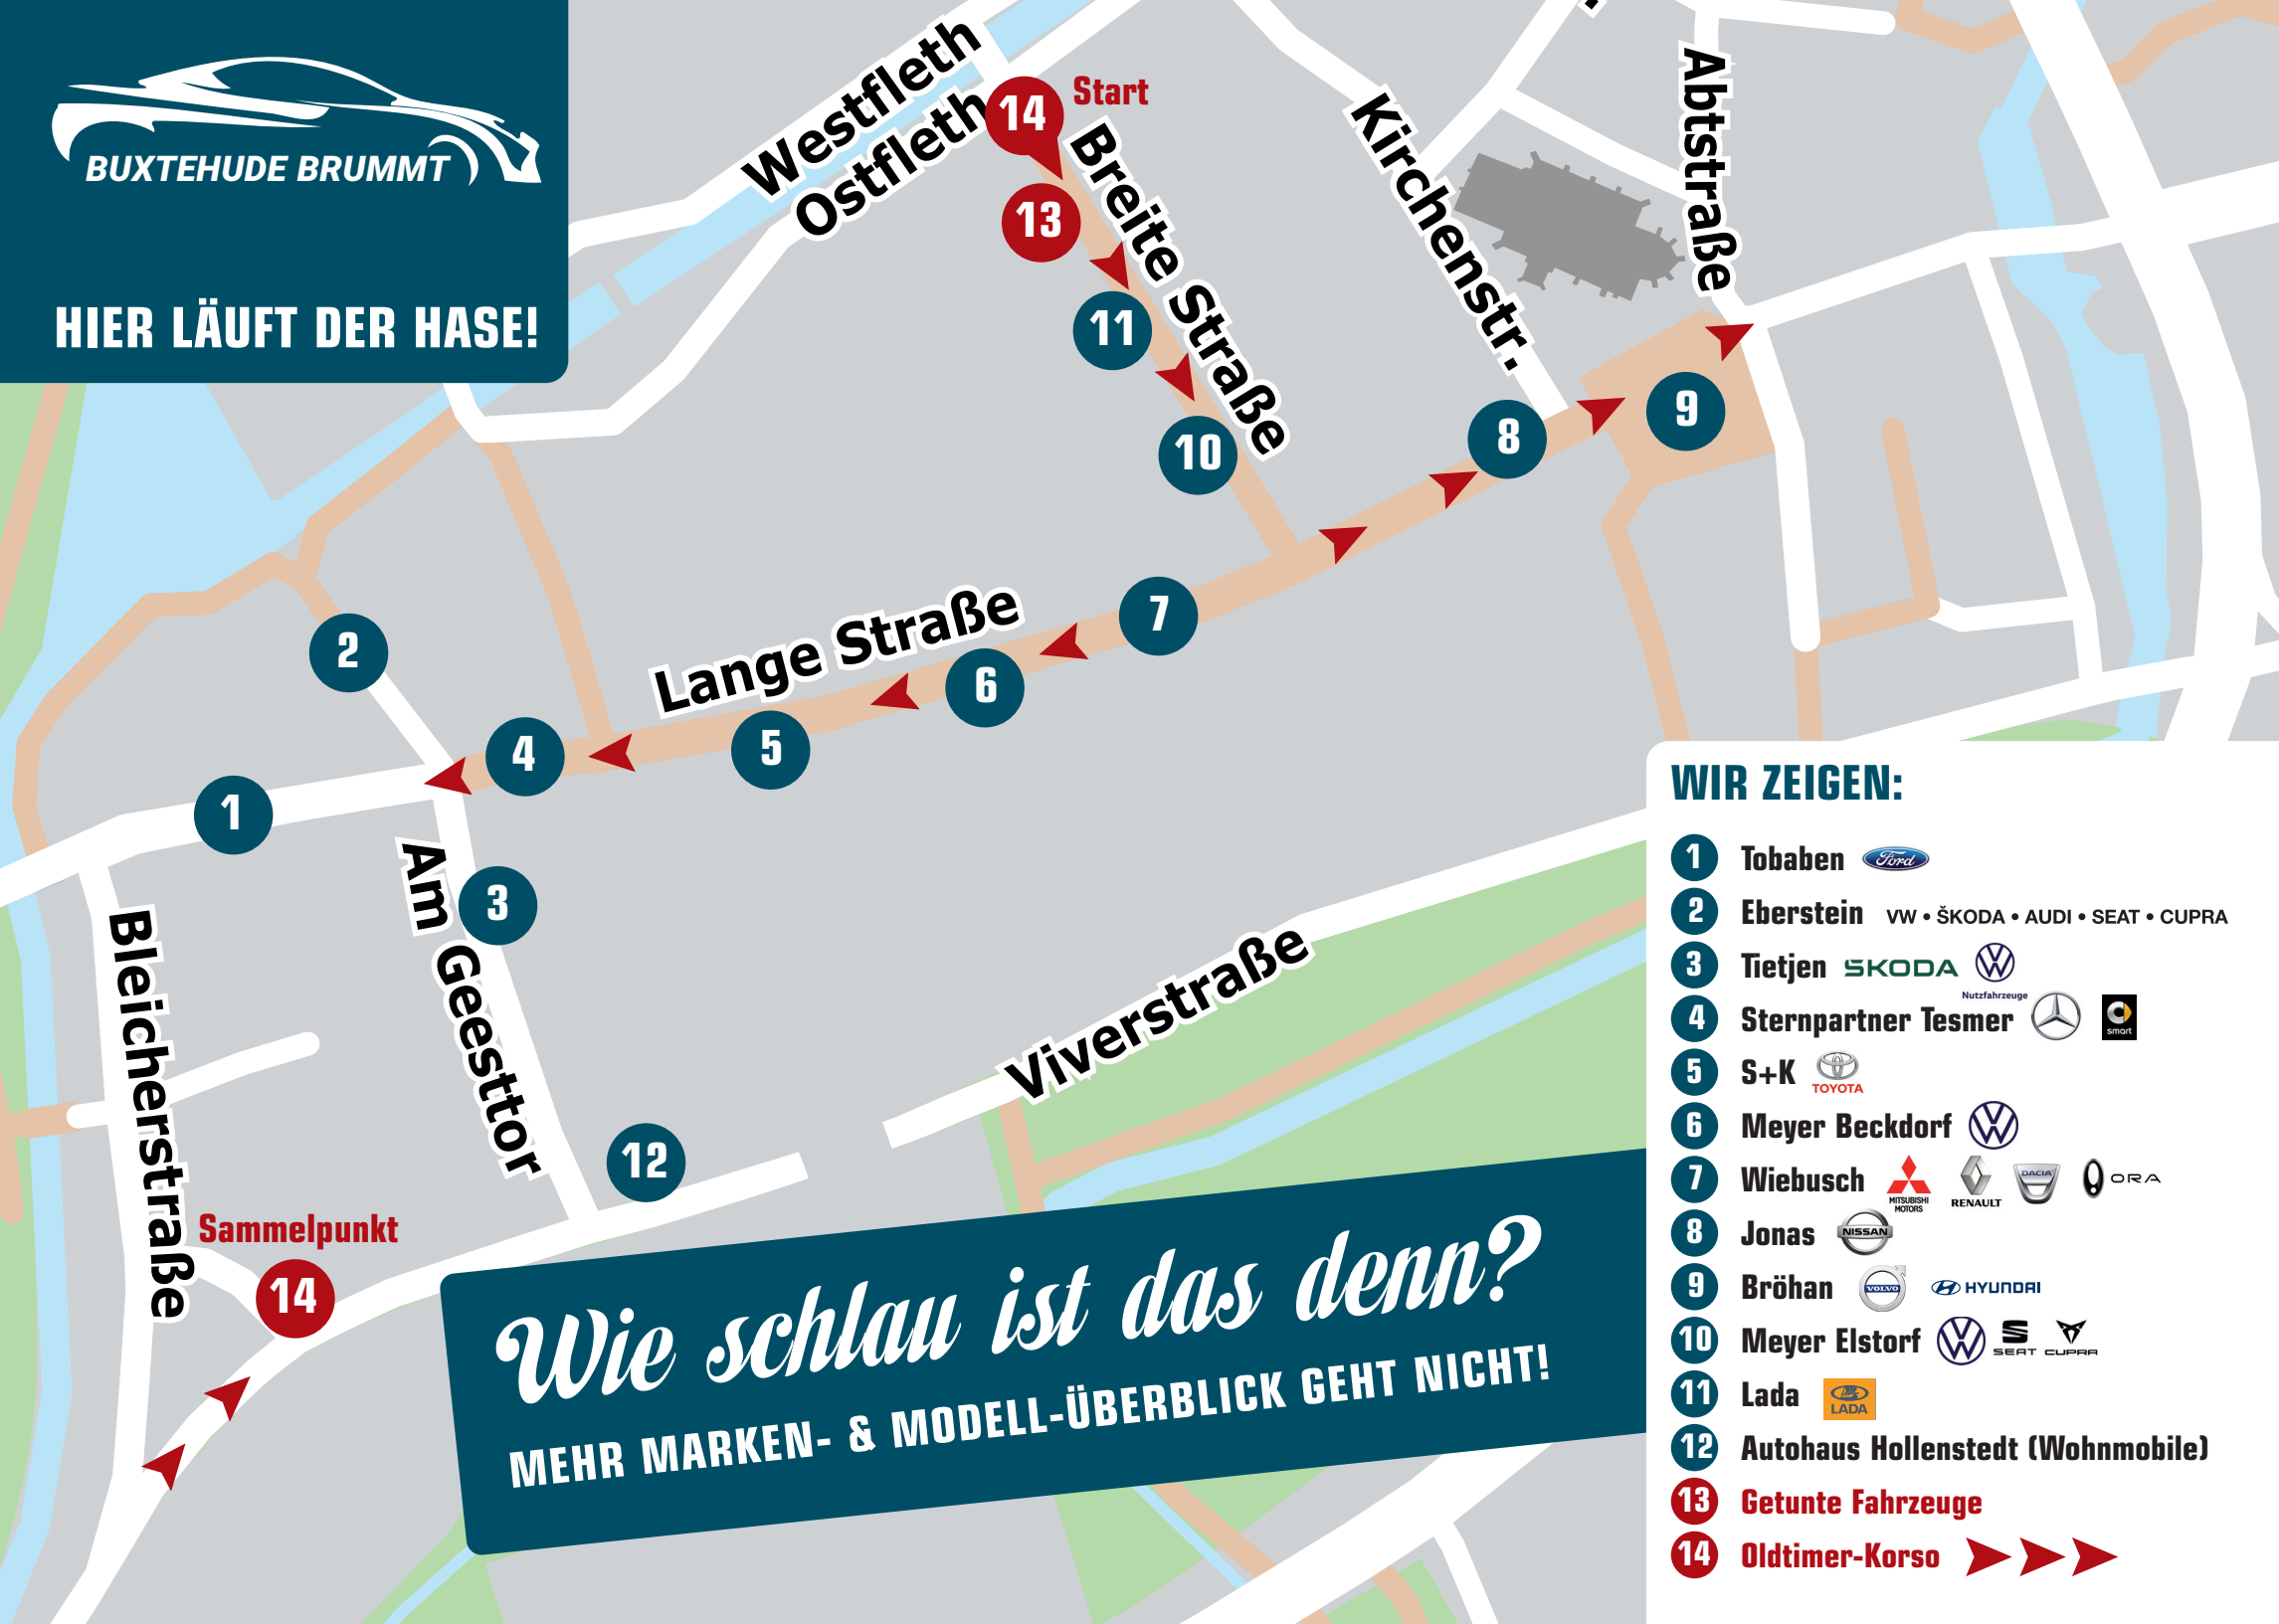 BUXTEHUDE BRUMMT
HIER LÄUFT DER HASE!
Westfleth
Ostfleth
14 Start
13
Breite Straße
11
10
Kirchenstr.
Abtstraße
9
8
7
Lange Straße
6
5
4
2
1
3
Am Geesttor
Bleicherstraße
Viverstraße
12
Sammelpunkt
14
Wie schlau ist das denn?
MEHR MARKEN- & MODELL-ÜBERBLICK GEHT NICHT!
WIR ZEIGEN:
1 Tobaben Ford
2 Eberstein VW • ŠKODA • AUDI • SEAT • CUPRA
3 Tietjen SKODA VW Nutzfahrzeuge
4 Sternpartner Tesmer smart
5 S+K TOYOTA
6 Meyer Beckdorf VW
7 Wiebusch MITSUBISHI MOTORS RENAULT DACIA ORA
8 Jonas NISSAN
9 Bröhan VOLVO HYUNDAI
10 Meyer Elstorf VW SEAT CUPRA
11 Lada LADA
12 Autohaus Hollenstedt (Wohnmobile)
13 Getunte Fahrzeuge
14 Oldtimer-Korso